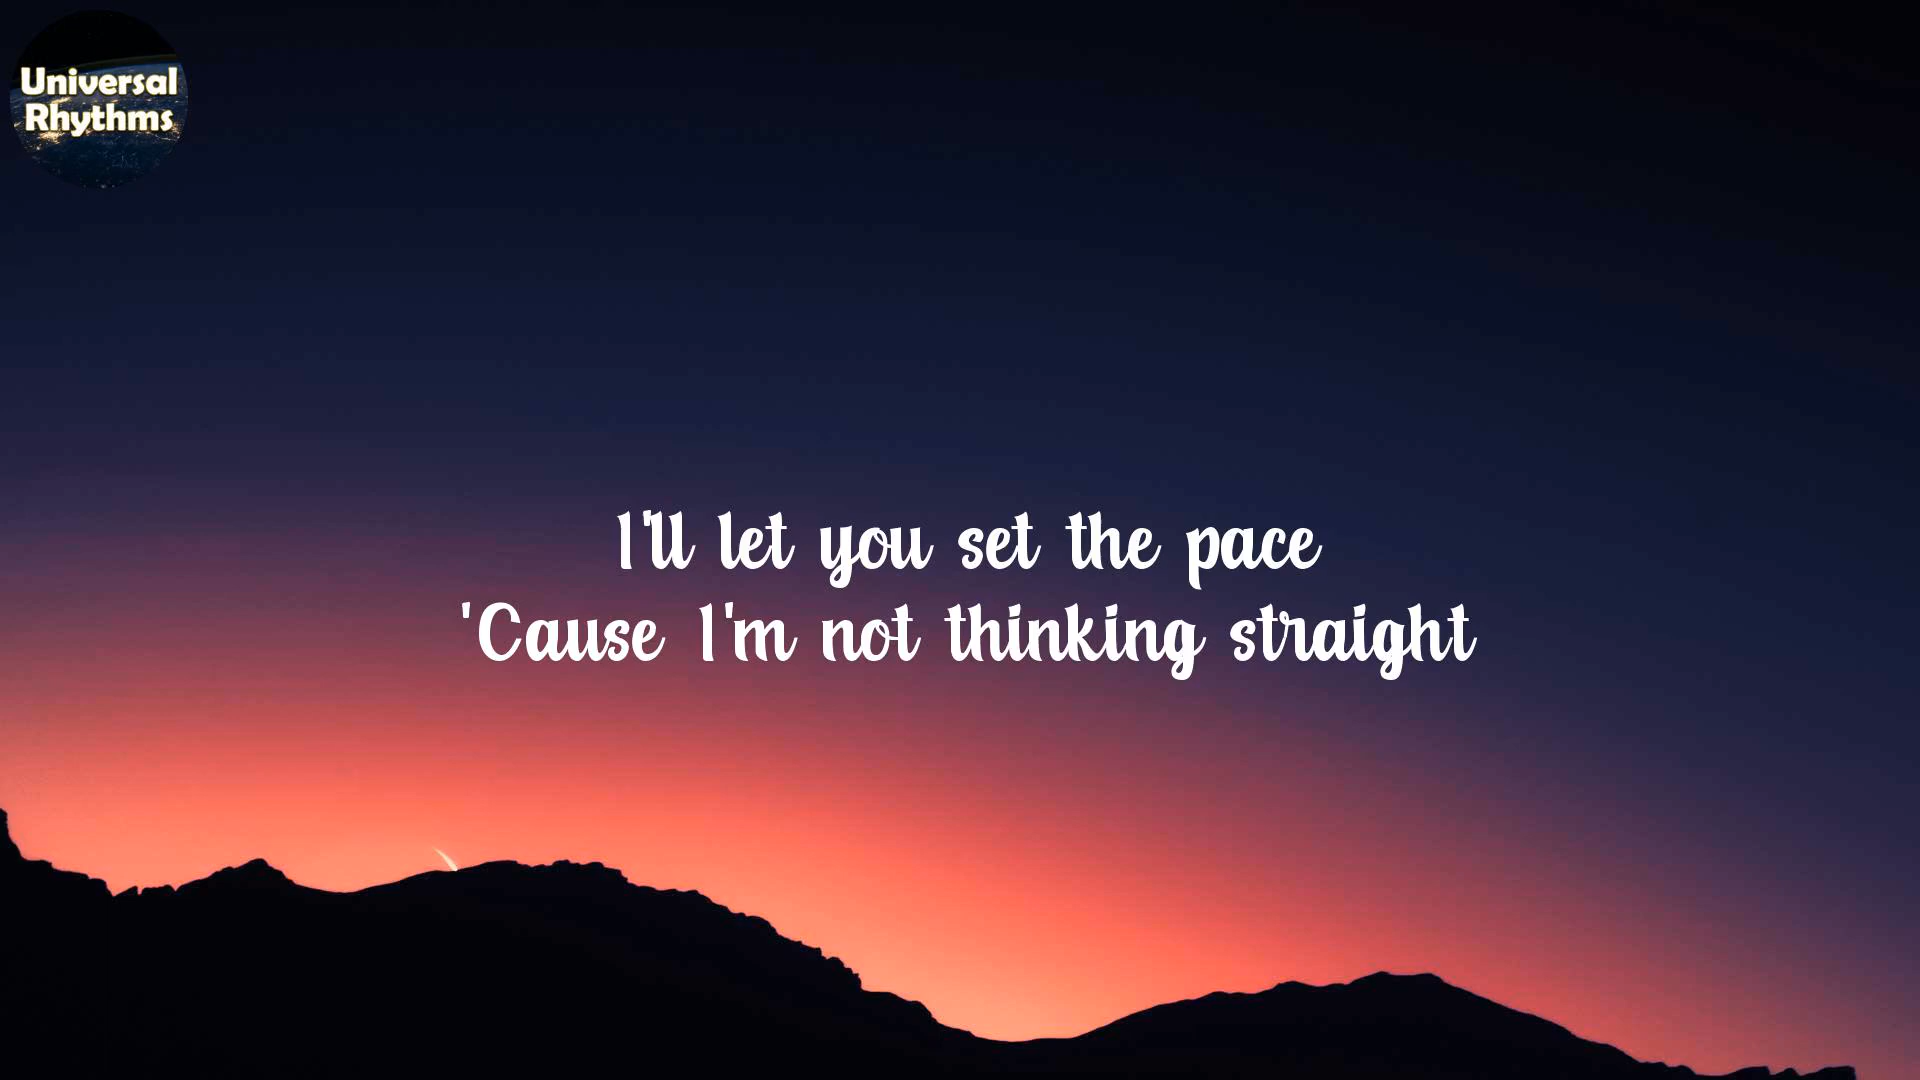 Universal
Rhythms
I'll let you set the pace
'Cause I'm not thinking straight